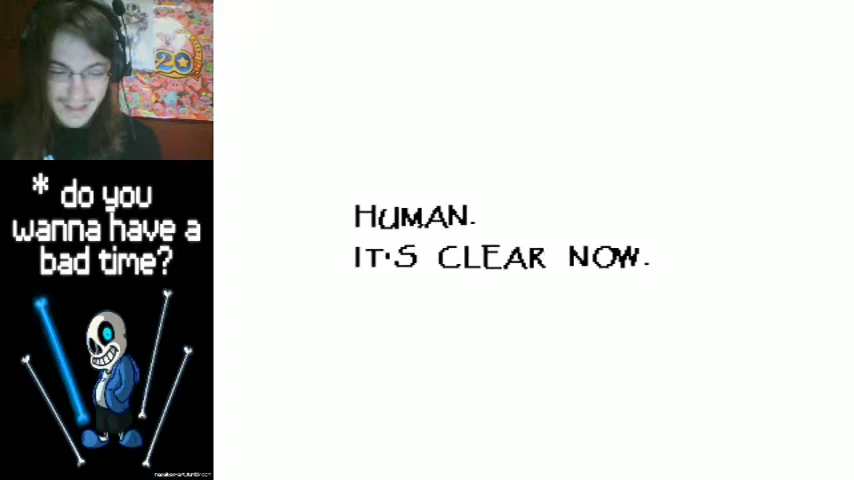 20
* do you
wanna have a
bad time?
HUMAN.
IT'S CLEAR NOW.